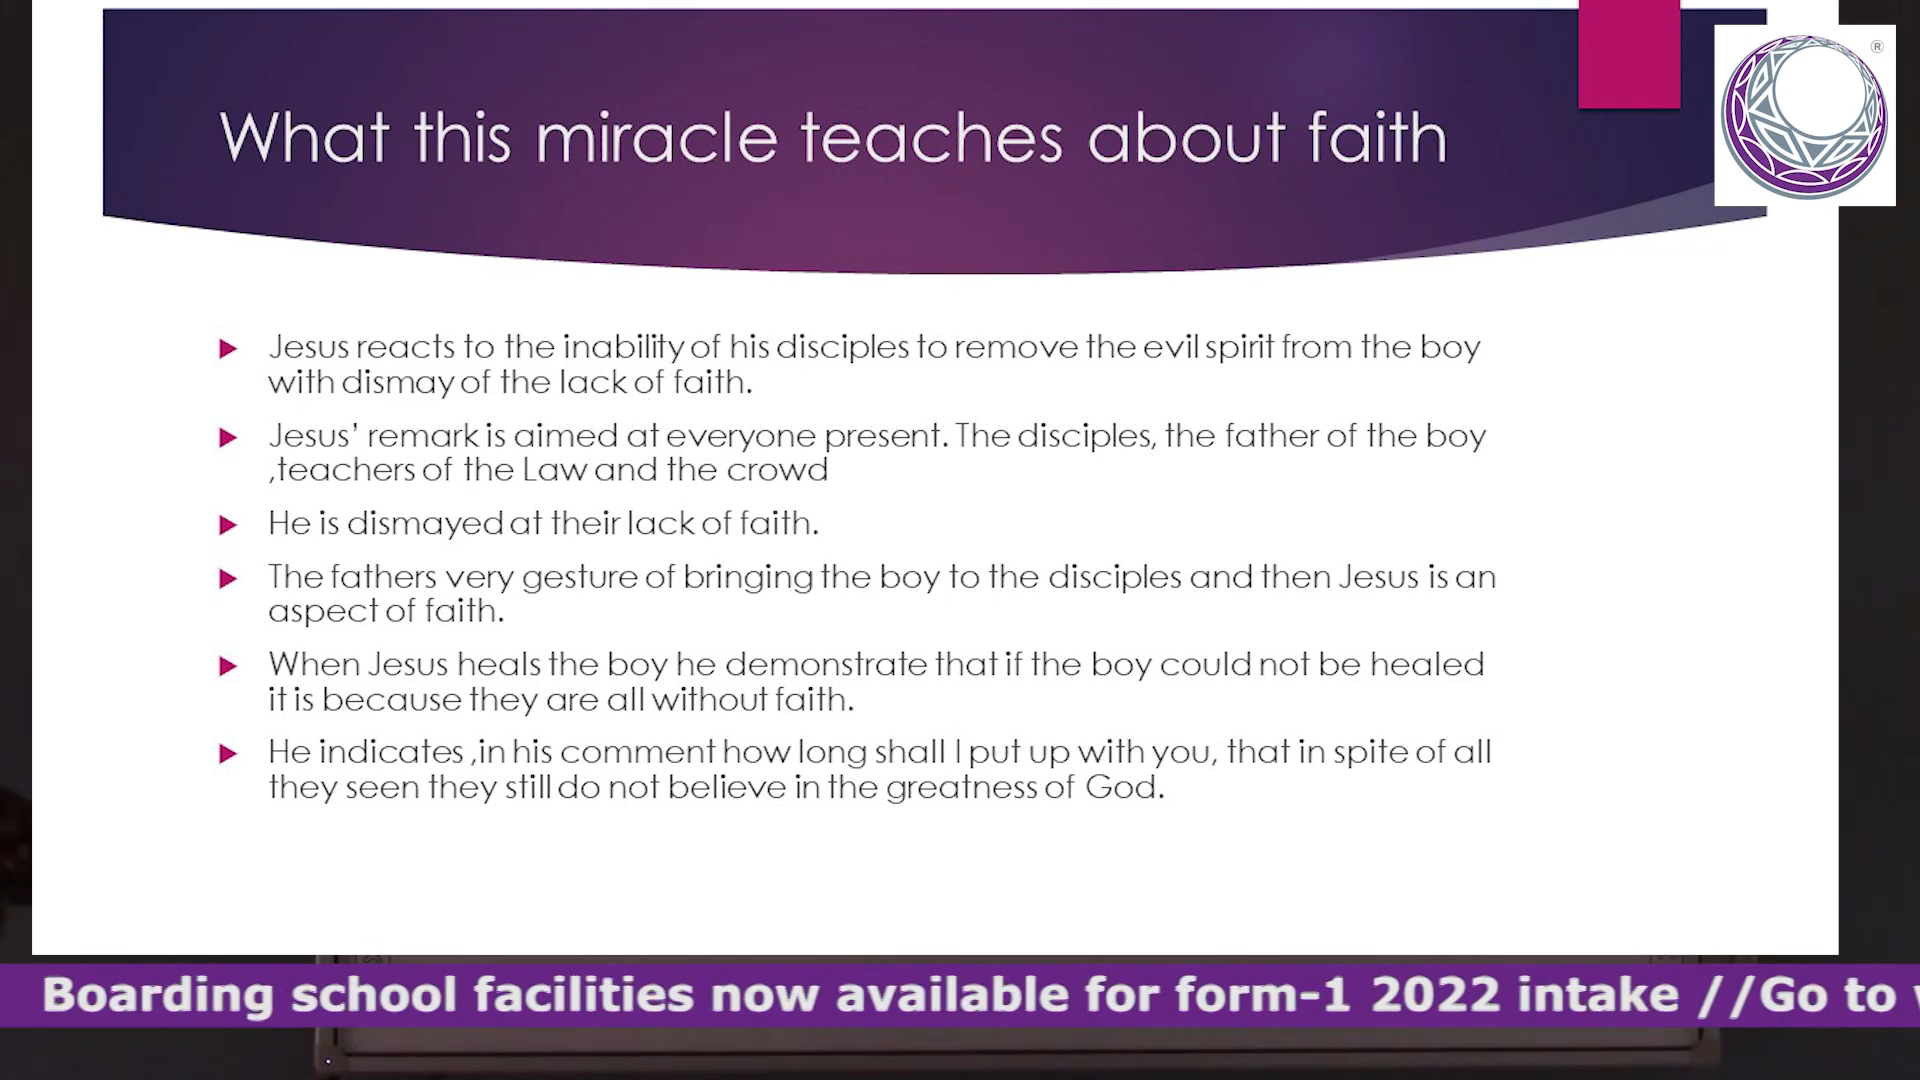 What this miracle teaches about faith
®
Jesus reacts to the inability of his disciples to remove the evil spirit from the boy
with dismay of the lack of faith.
Jesus’ remark is aimed at everyone present. The disciples, the father of the boy
,teachers of the Law and the crowd
He is dismayed at their lack of faith.
The fathers very gesture of bringing the boy to the disciples and then Jesus is an
aspect of faith.
When Jesus heals the boy he demonstrate that if the boy could not be healed
it is because they are all without faith.
He indicates ,in his comment how long shall I put up with you, that in spite of all
they seen they still do not believe in the greatness of God.
Boarding school facilities now available for form-1 2022 intake //Go to